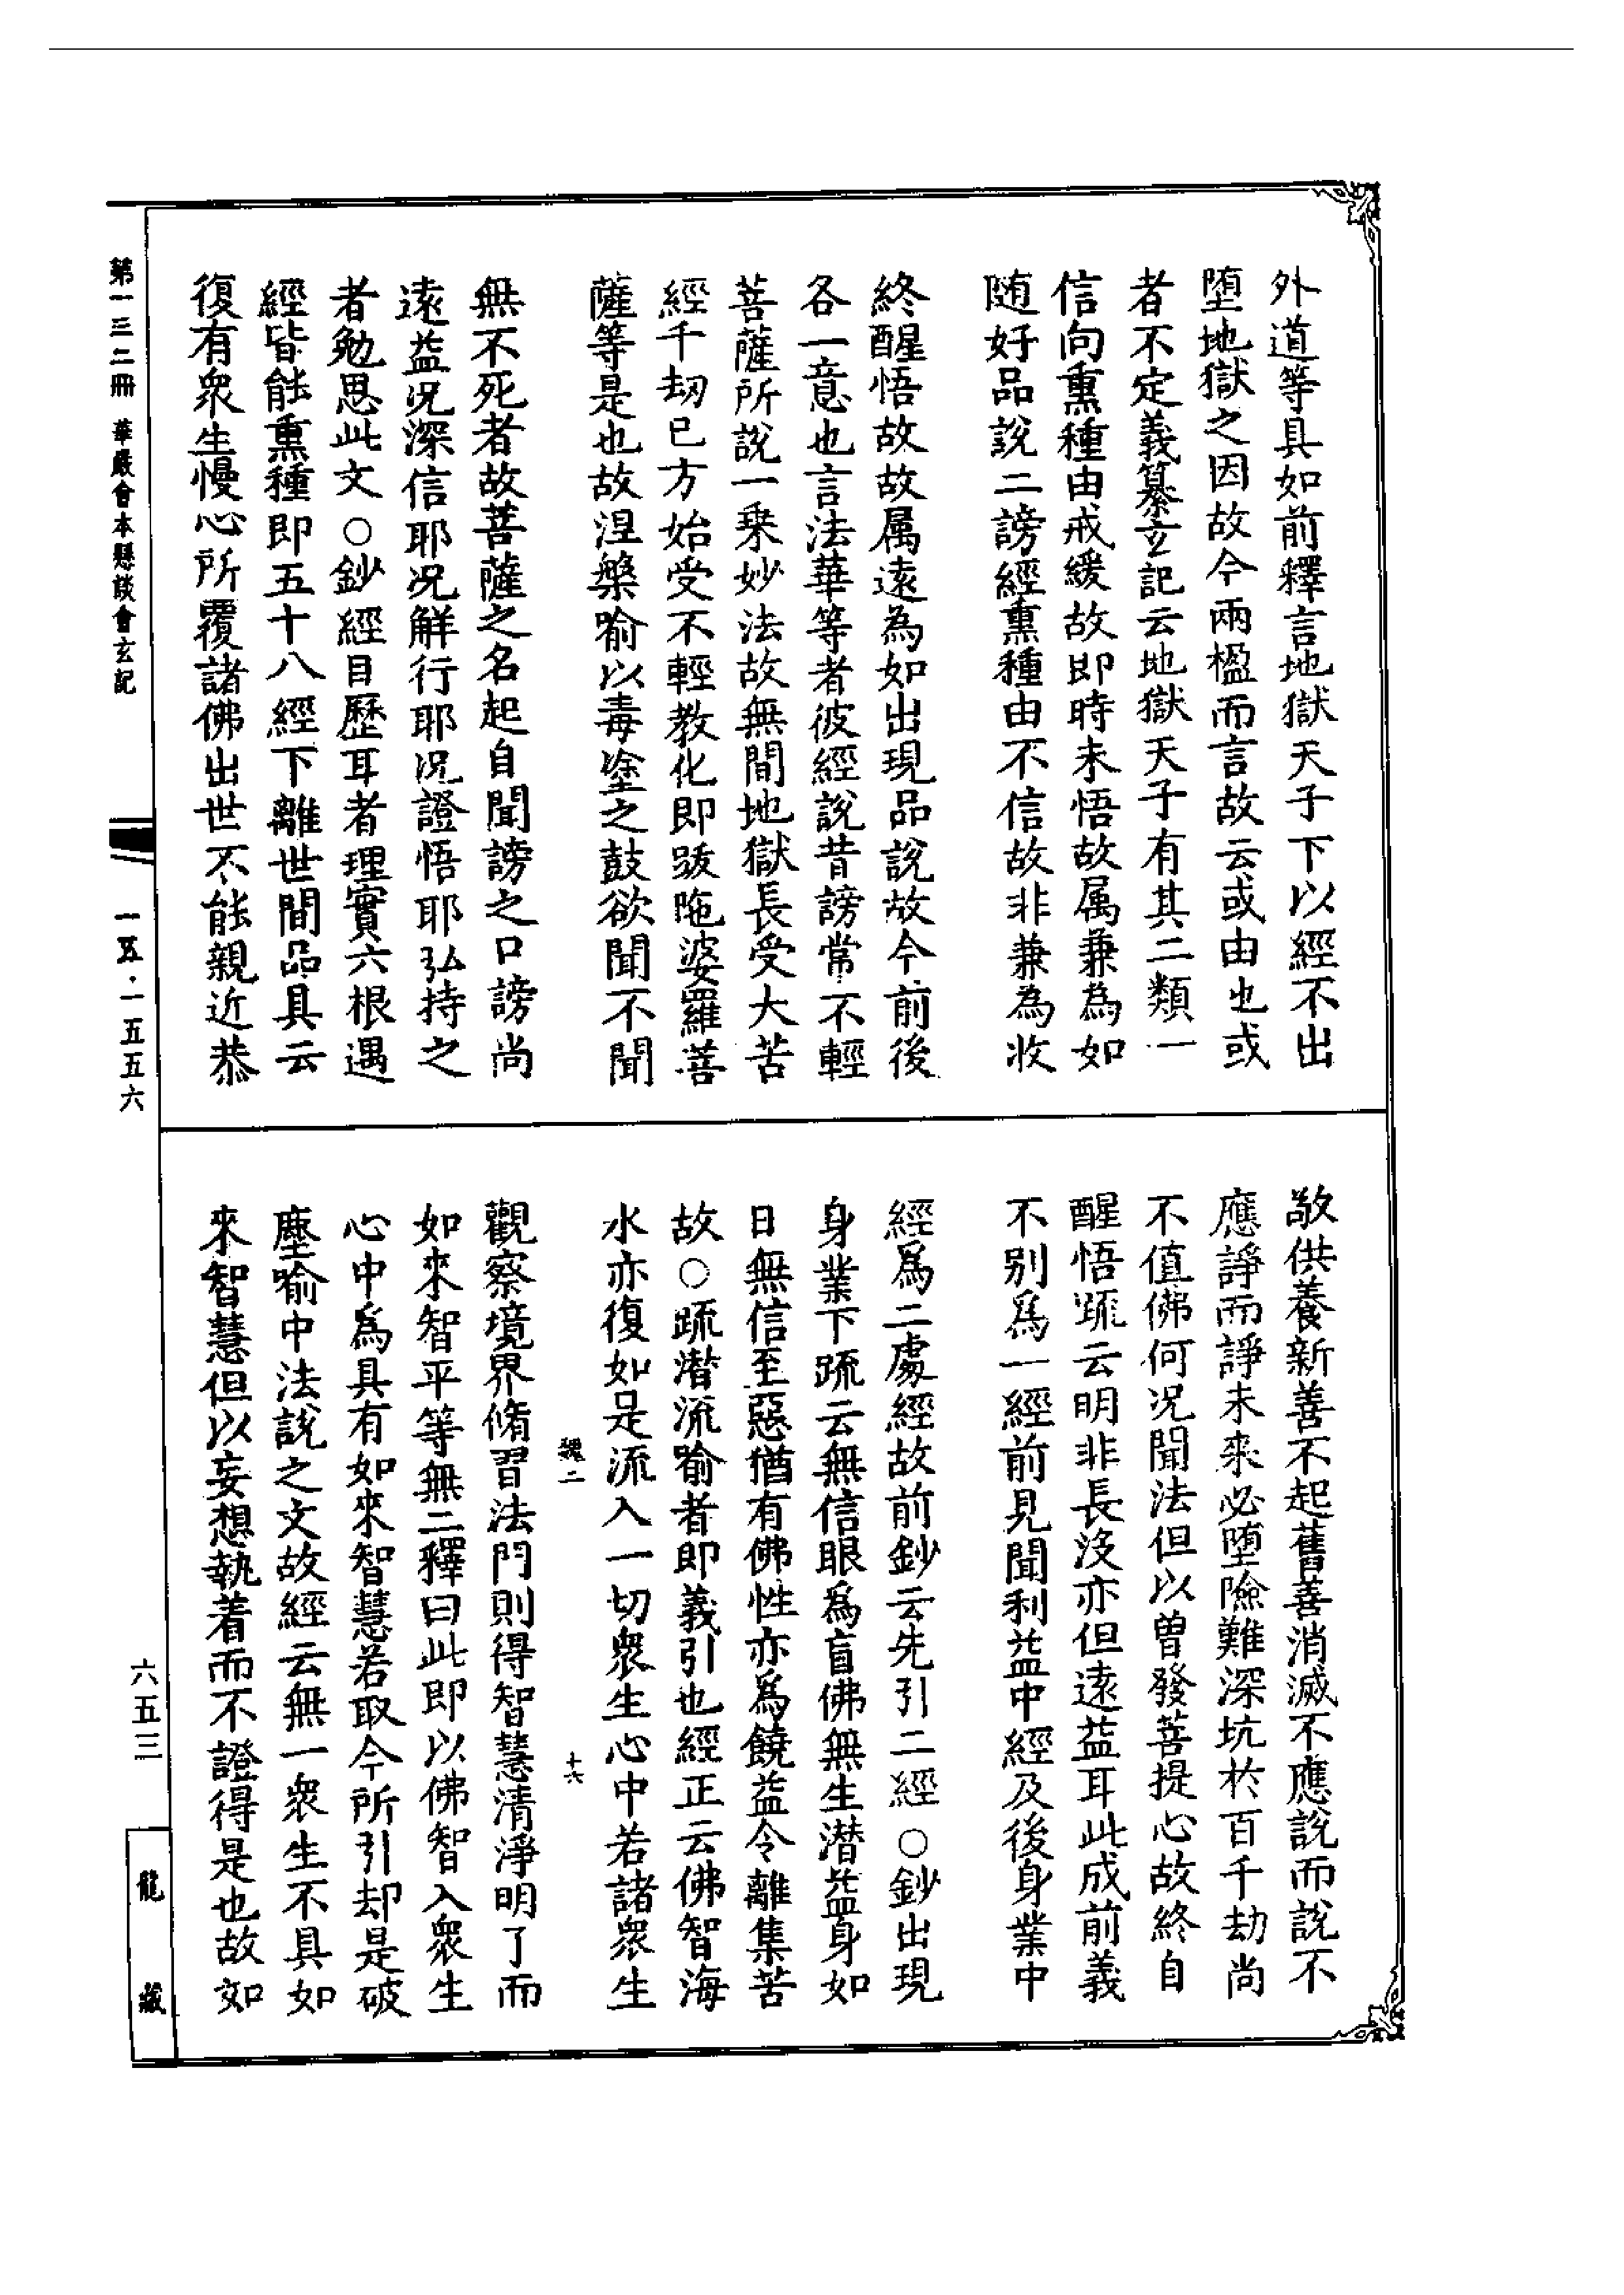 外道等具如前釋言地獄天子下以經不出
墮地獄之因故今兩楹而言故云或由也或
者不定義纂玄記云地獄天子有其二類一
信向熏種由戒緩故即時未悟故属兼為如
随好品說二謗經熏種由不信故非兼為收
終醒悟故故属遠為如出現品說故今前後
各一意也言法華等者彼經說昔謗常不輕
菩薩所說一乗妙法故無間地獄長受大苦
經千刼已方始受不輕教化即䟦陁婆羅菩
薩等是也故涅槃喻以毒塗之鼓欲聞不聞
無不死者故菩薩之名起自聞謗之口謗尚
遠益况深信耶况解行耶况證悟耶弘持之
者勉思此文○鈔經目歷耳者理實六根遇
經皆能熏種即五十八經下離世間品具云
復有衆生慢心所覆諸佛出世不能親近恭
敬供養新善不起舊善消滅不應說而說不
應諍而諍未來必墮險難深坑於百千劫尚
不值佛何况聞法但以曾發菩提心故終自
醒悟䟽云明非長没亦但遠益耳此成前義
不别爲一經前見聞利益中經及後身業中
經爲二處經故前鈔云先引二經○鈔出現
身業下䟽云無信眼爲盲佛無生潜益身如
日無信至惡猶有佛性亦爲饒益令離集苦
故○䟽潜流喻者即義引也經正云佛智海
水亦復如是流入一切衆生心中若諸衆生
觀察境界脩習法門則得智慧清淨明了而
如來智平等無二釋曰此即以佛智入衆生
心中爲具有如來智慧若取今所引却是破
塵喻中法說之文故經云無一衆生不具如
來智慧但以妄想執着而不證得是也故如
魏二
十六
第一三二冊 華嚴會本懸談會玄記
一五·一五五六
六五三
龍藏